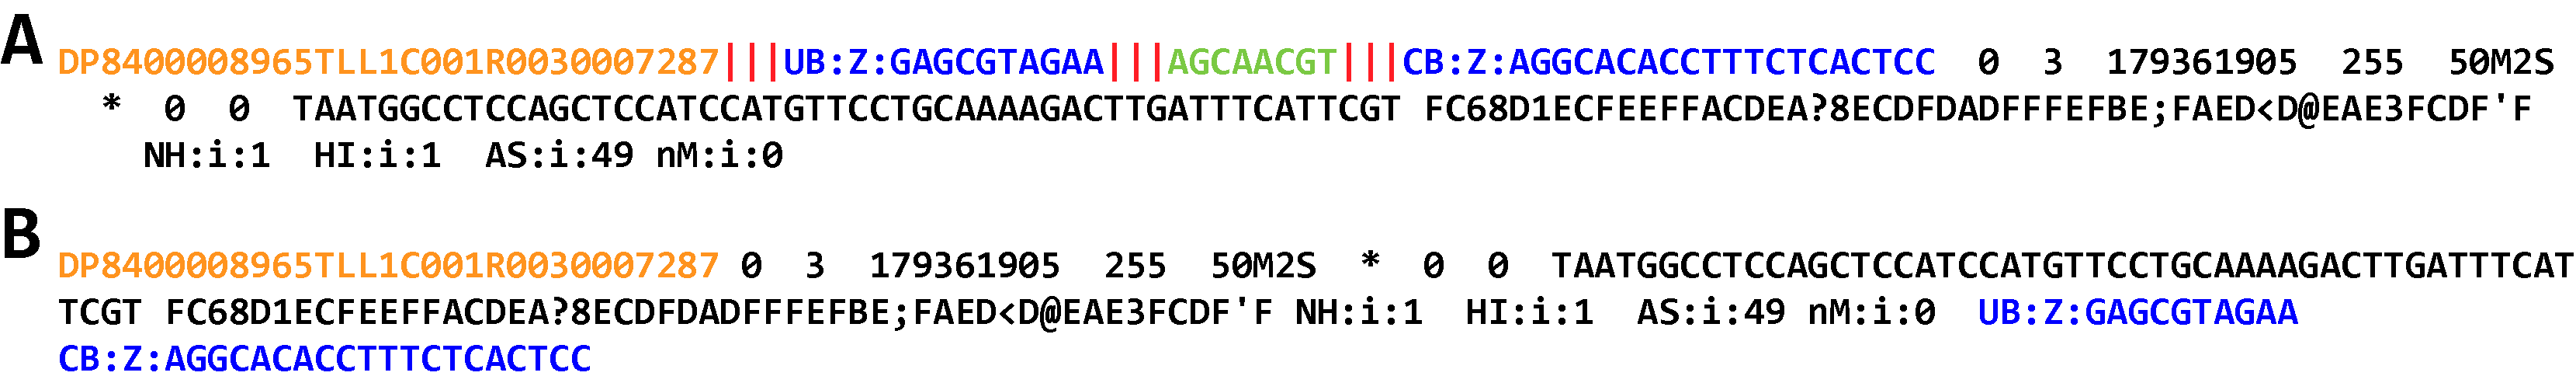 A
DP8400008965TLL1C001R0030007287|||UB:Z:GAGCGTAGAA|||AGCAACGT|||CB:Z:AGGCACACCTTTCTCACTCC 0 3 179361905 255 50M2S
* 0 0 TAATGGCCTCCAGCTCCATCCATGTTCCTGCAAAAGACTTGATTTCATTCGT FC68D1ECFEEFFACDEA?8ECDFDADFFFEFBE;FAED<D@EAE3FCDF'F
NH:i:1 HI:i:1 AS:i:49 nM:i:0
B
DP8400008965TLL1C001R0030007287 0 3 179361905 255 50M2S * 0 0 TAATGGCCTCCAGCTCCATCCATGTTCCTGCAAAAGACTTGATTTCAT
TCGT FC68D1ECFEEFFACDEA?8ECDFDADFFFEFBE;FAED<D@EAE3FCDF'F NH:i:1 HI:i:1 AS:i:49 nM:i:0 UB:Z:GAGCGTAGAA
CB:Z:AGGCACACCTTTCTCACTCC